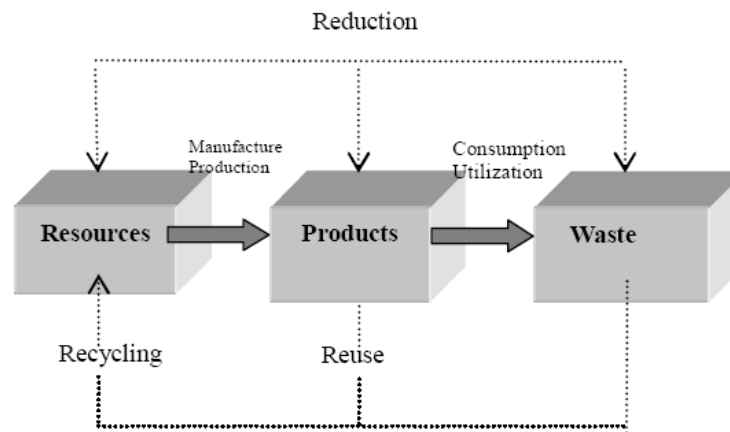 Reduction
Manufacture
Production
Consumption
Utilization
Resources
Products
Waste
Recycling
Reuse